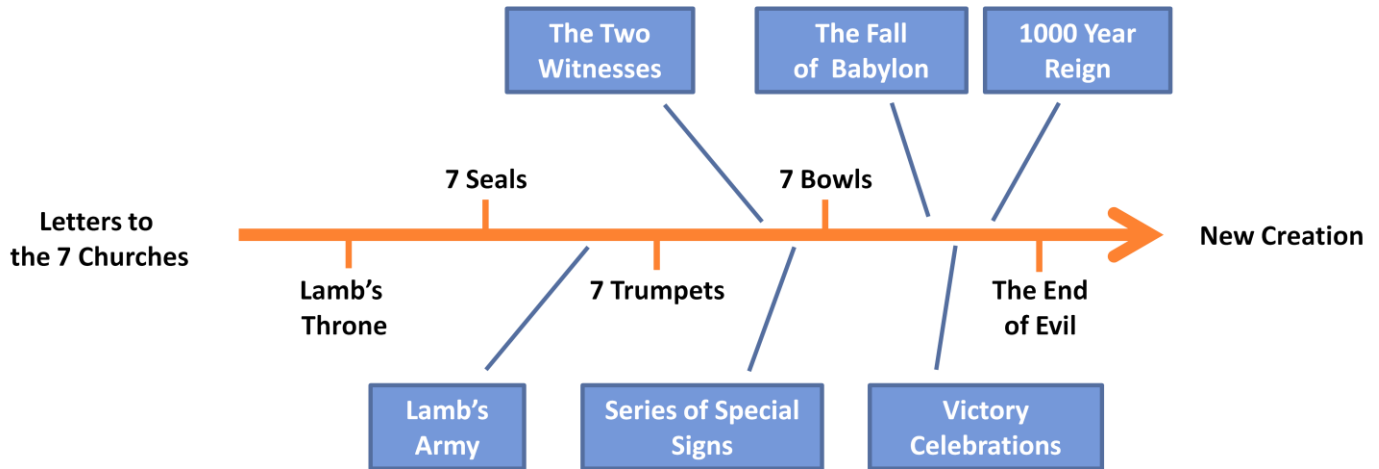 The Two
Witnesses
The Fall
of Babylon
1000 Year
Reign
7 Seals
7 Bowls
Letters to
the 7 Churches
New Creation
Lamb’s
Throne
7 Trumpets
The End
of Evil
Lamb’s
Army
Series of Special
Signs
Victory
Celebrations